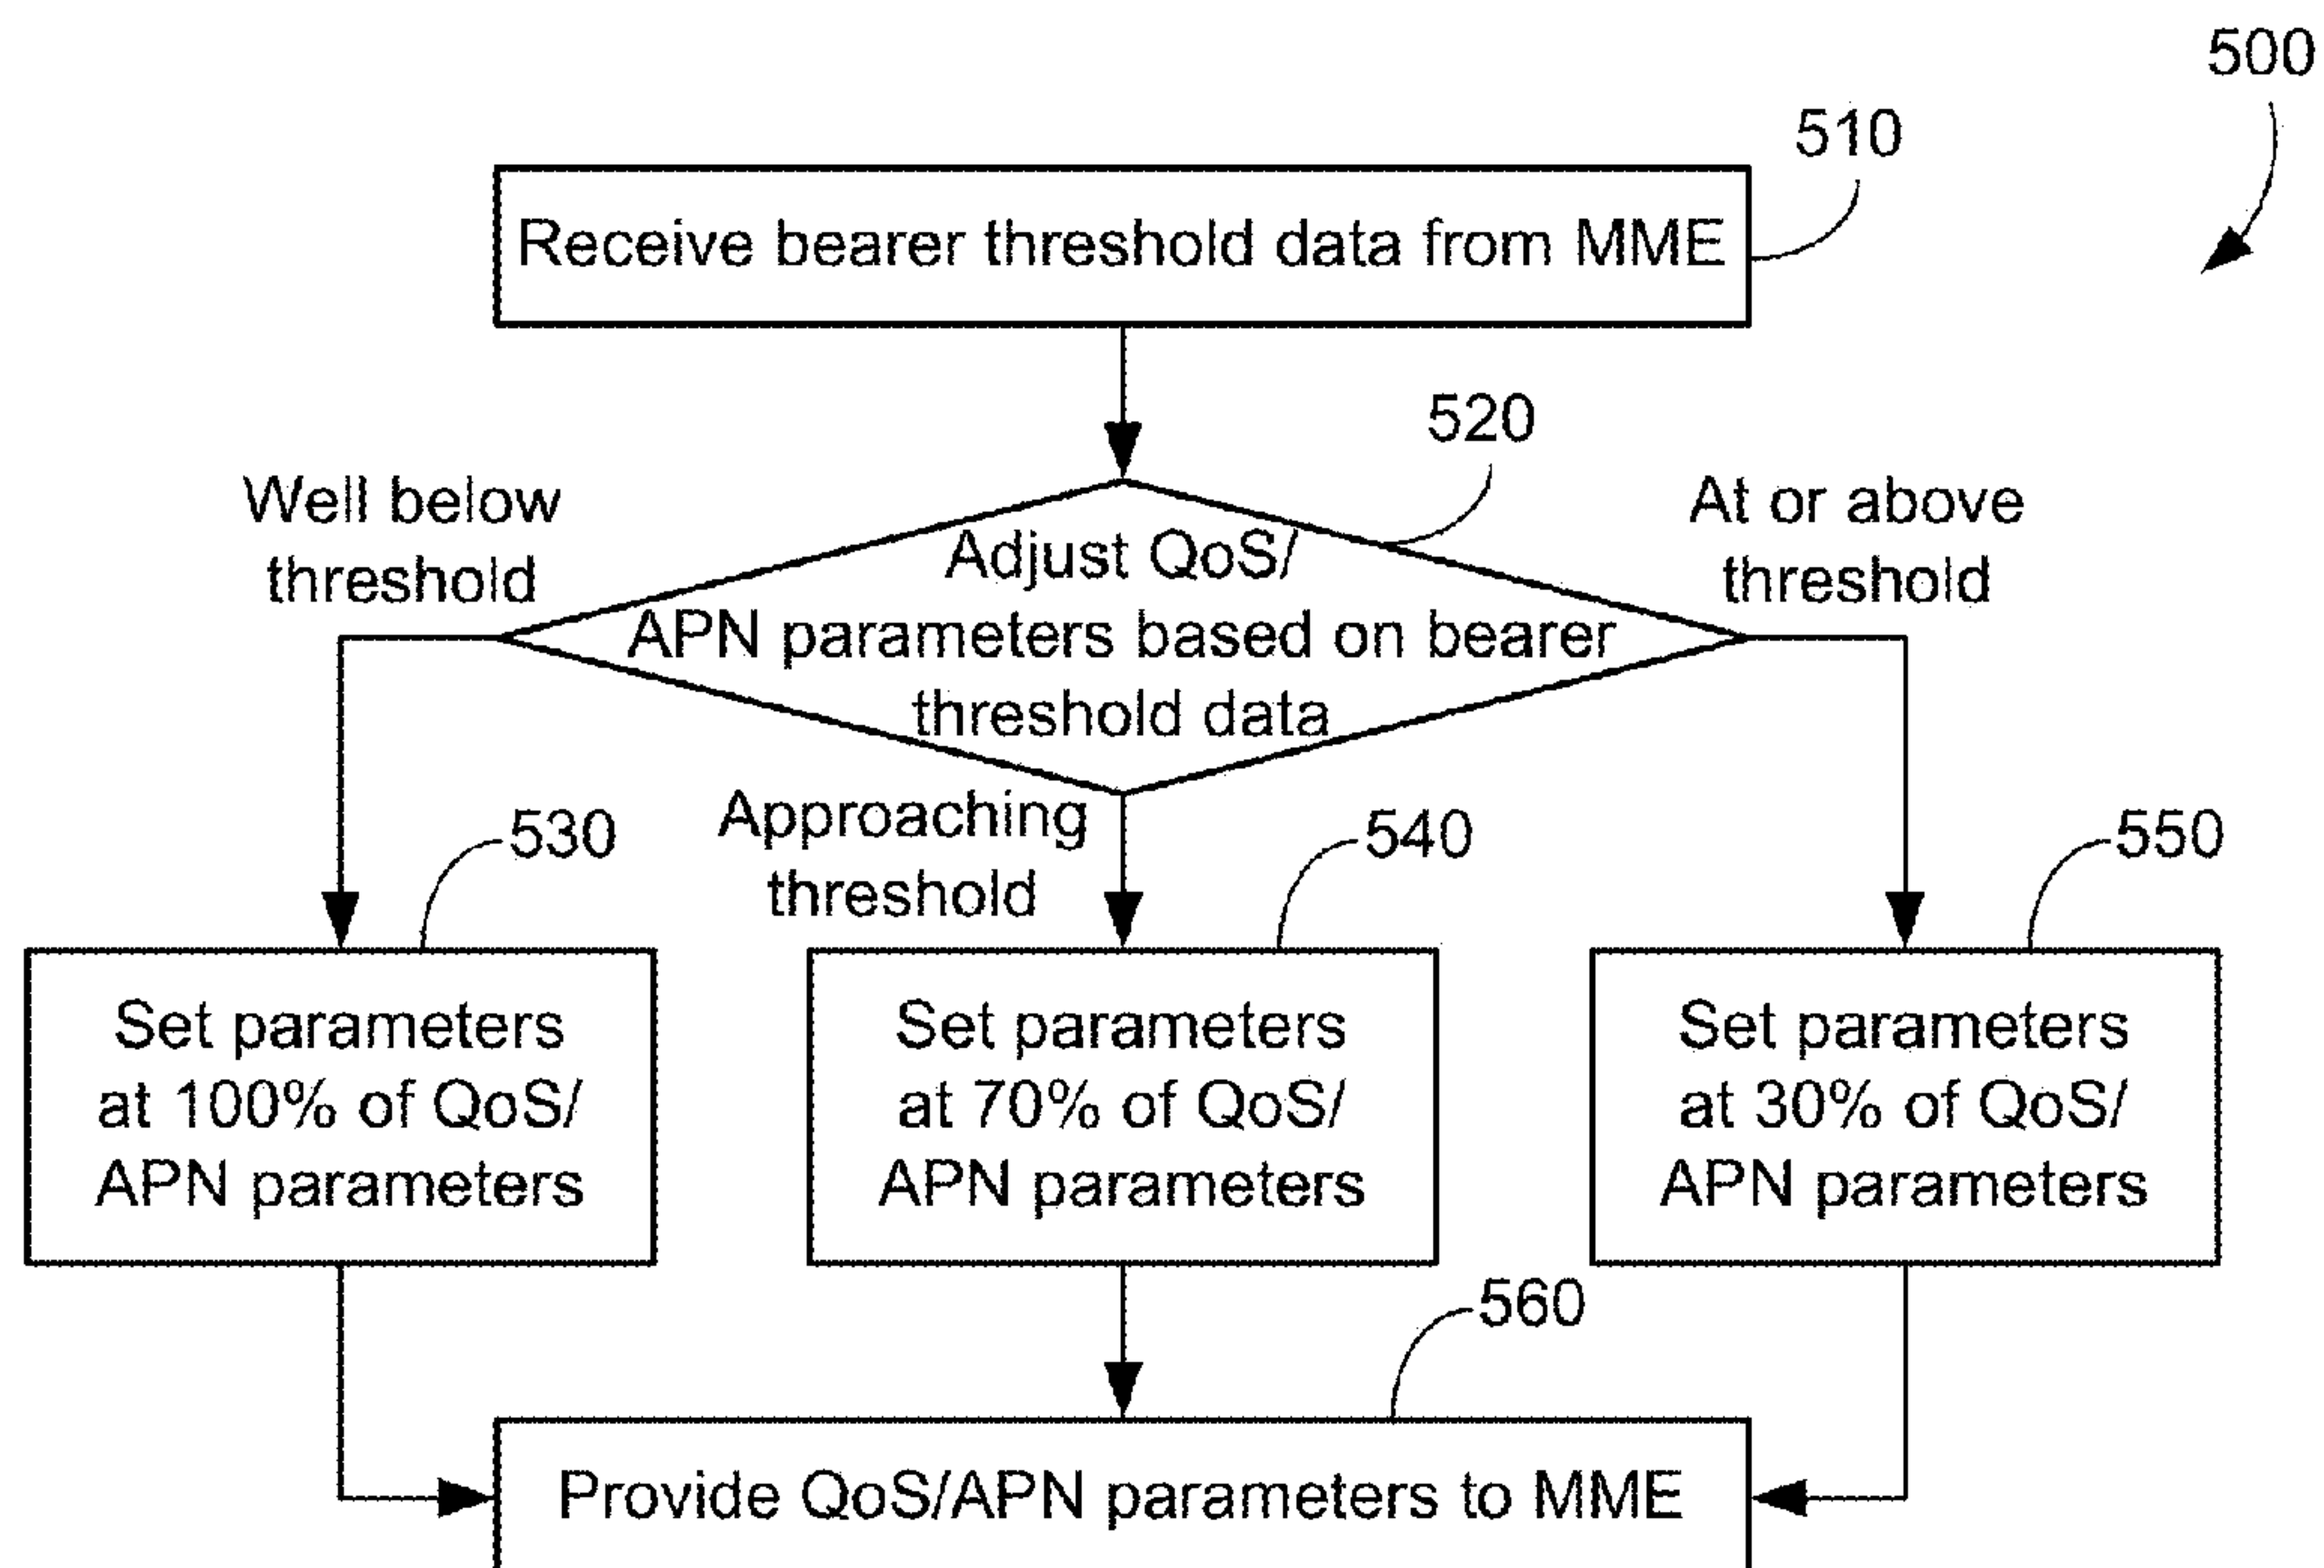 500
510
Receive bearer threshold data from MME
520
Well below
threshold
At or above
threshold
Adjust QoS/
APN parameters based on bearer
threshold data
Approaching
threshold
530
540
550
Set parameters
at 100% of QoS/
APN parameters
Set parameters
at 70% of QoS/
APN parameters
Set parameters
at 30% of QoS/
APN parameters
560
Provide QoS/APN parameters to MME